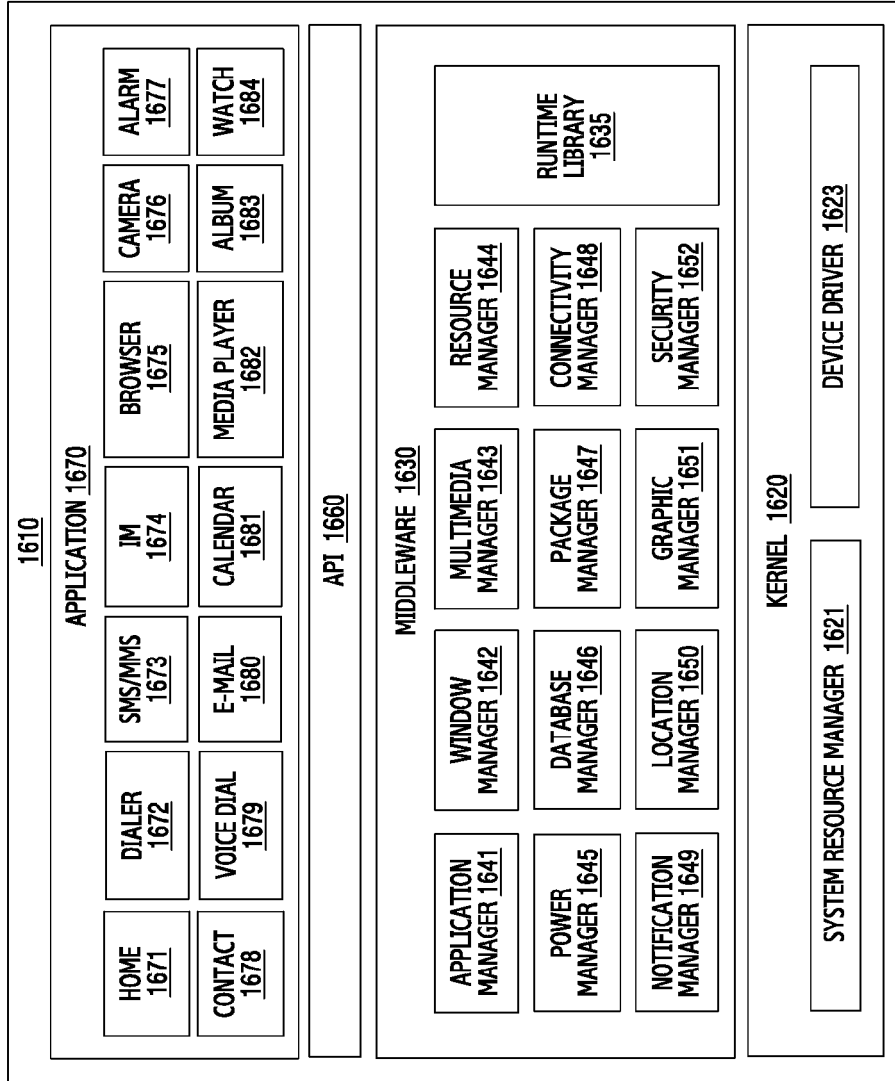 1610
APPLICATION 1670
HOME
1671
DIALER
1672
SMS/MMS
1673
IM
1674
BROWSER
1675
CAMERA
1676
ALARM
1677
CONTACT
1678
VOICE DIAL
1679
E-MAIL
1680
CALENDAR
1681
MEDIA PLAYER
1682
ALBUM
1683
WATCH
1684
API 1660
MIDDLEWARE 1630
APPLICATION
MANAGER 1641
WINDOW
MANAGER 1642
MULTIMEDIA
MANAGER 1643
RESOURCE
MANAGER 1644
POWER
MANAGER 1645
DATABASE
MANAGER 1646
PACKAGE
MANAGER 1647
CONNECTIVITY
MANAGER 1648
NOTIFICATION
MANAGER 1649
LOCATION
MANAGER 1650
GRAPHIC
MANAGER 1651
SECURITY
MANAGER 1652
RUNTIME
LIBRARY
1635
KERNEL 1620
SYSTEM RESOURCE MANAGER 1621
DEVICE DRIVER 1623